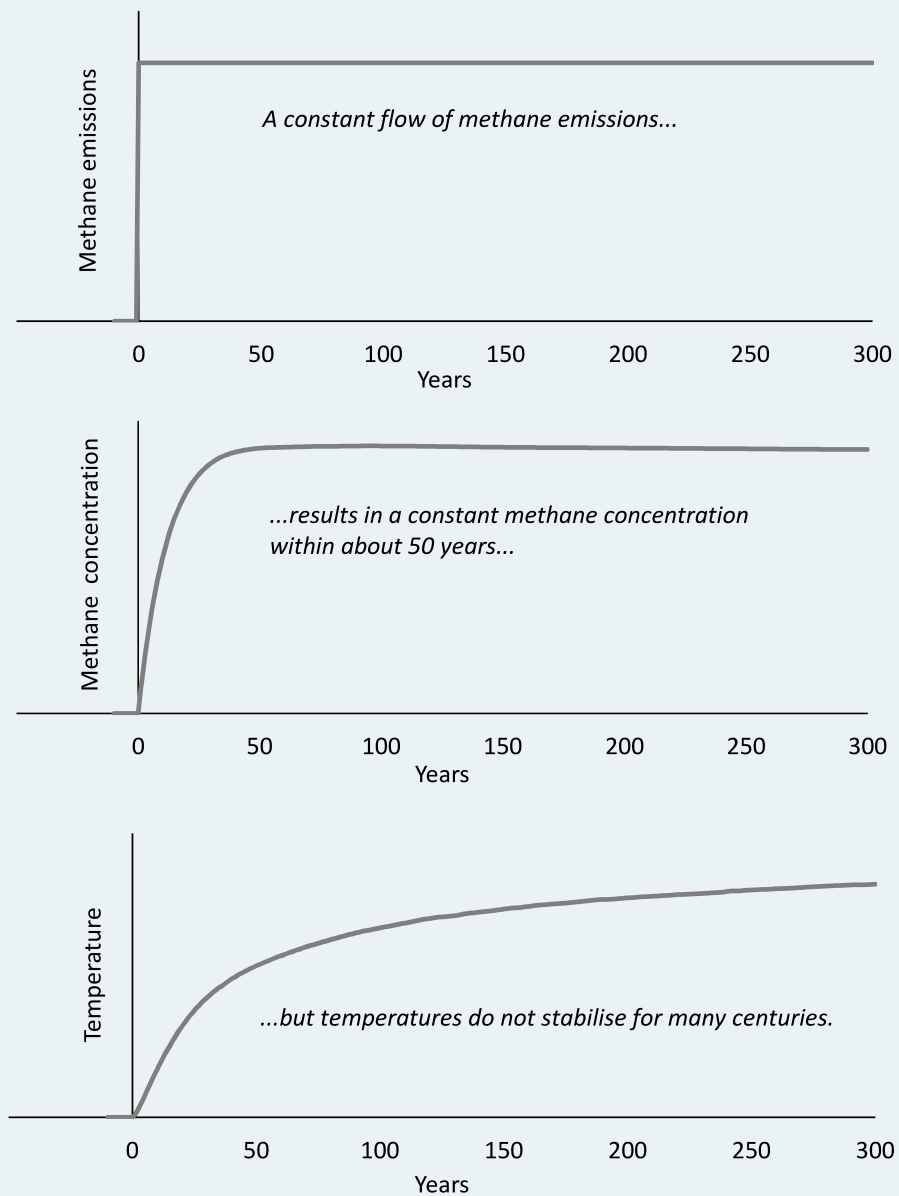 Methane emissions
A constant flow of methane emissions...
0 50 100 150 200 250 300
Years
Methane concentration
...results in a constant methane concentration
within about 50 years...
0 50 100 150 200 250 300
Years
Temperature
...but temperatures do not stabilise for many centuries.
0 50 100 150 200 250 300
Years